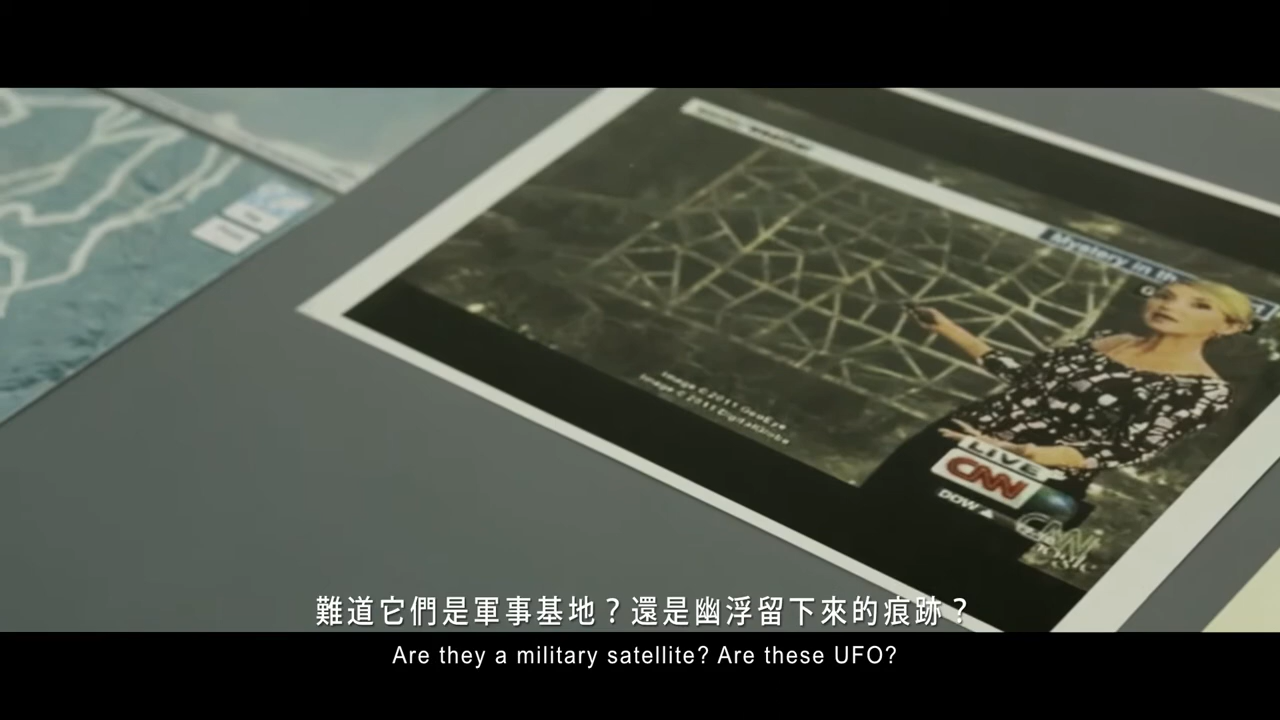 Mystery in th
Image © 2011 GeoEye
Image © 2011 DigitalGlobe
LIVE
CNN
DOW ▲
CNN
難道它們是軍事基地？還是幽浮留下來的痕跡？
Are they a military satellite? Are these UFO?